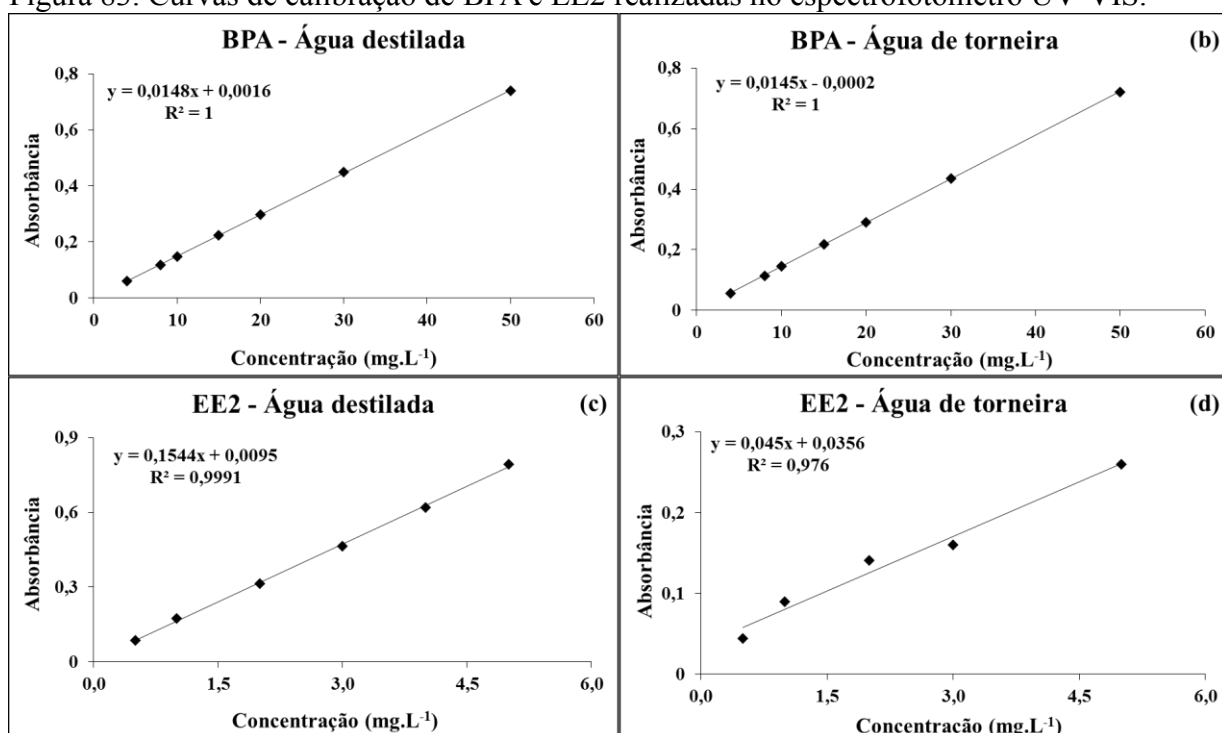 Figura 83. Curvas de calibração de BPA e EE2 realizadas no espectrofotômetro UV-VIS.
BPA - Água destilada
y = 0,0148x + 0,0016
R² = 1
Absorbância
0,8
0,6
0,4
0,2
0
0 10 20 30 40 50 60
Concentração (mg.L⁻¹)
BPA - Água de torneira (b)
y = 0,0145x - 0,0002
R² = 1
Absorbância
0,8
0,6
0,4
0,2
0
0 10 20 30 40 50 60
Concentração (mg.L⁻¹)
EE2 - Água destilada (c)
y = 0,1544x + 0,0095
R² = 0,9991
Absorbância
0,9
0,6
0,3
0
0,0 1,5 3,0 4,5 6,0
Concentração (mg.L⁻¹)
EE2 - Água de torneira (d)
y = 0,045x + 0,0356
R² = 0,976
Absorbância
0,3
0,2
0,1
0
0,0 1,5 3,0 4,5 6,0
Concentração (mg.L⁻¹)